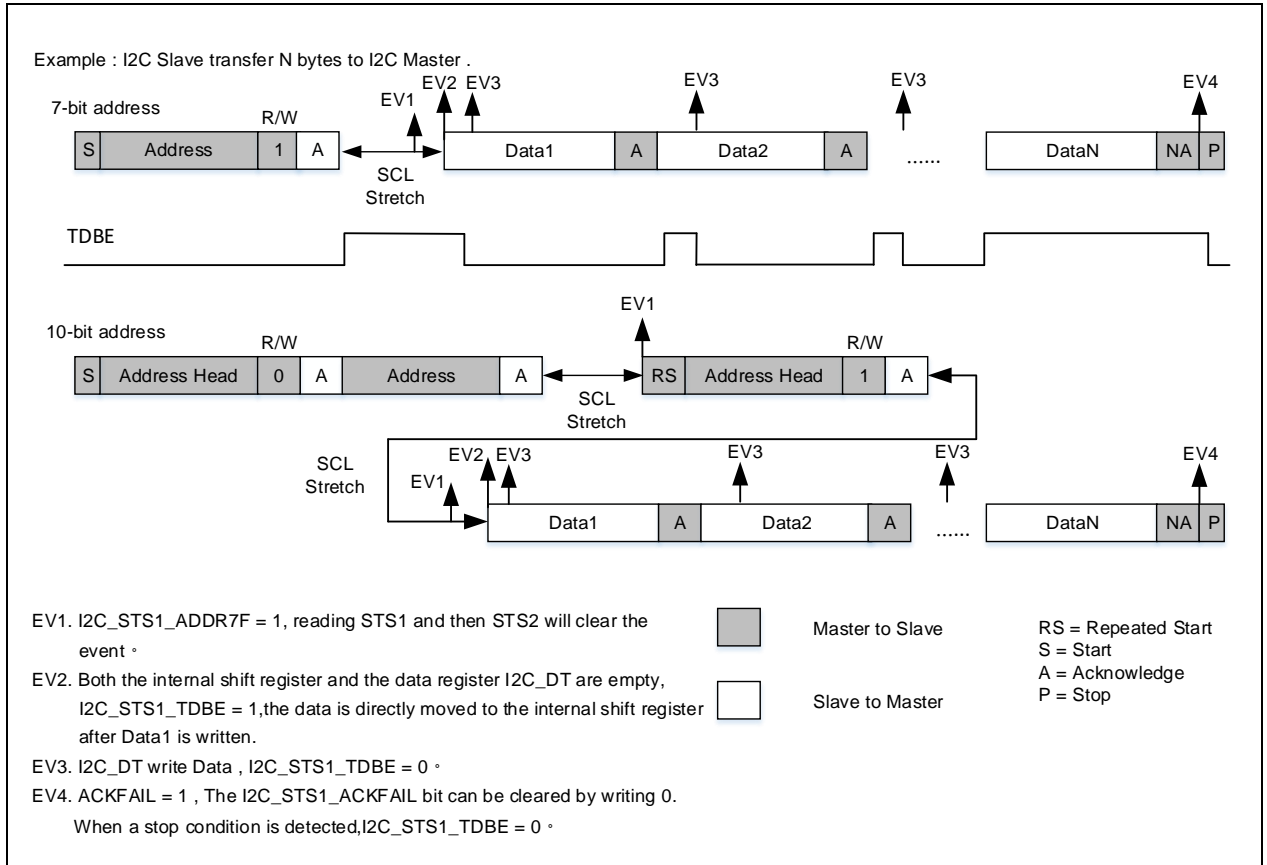 Example : I2C Slave transfer N bytes to I2C Master .
7-bit address
R/W
EV1
EV2 EV3
EV3
EV3
EV4
S Address 1 A
SCL
Stretch
Data1 A Data2 A ...... DataN NA P
TDBE
10-bit address
R/W
EV1
R/W
S Address Head 0 A Address A
SCL
Stretch
RS Address Head 1 A
SCL
Stretch
EV1
EV2 EV3
EV3
EV3
EV4
Data1 A Data2 A ...... DataN NA P
EV1. I2C_STS1_ADDR7F = 1, reading STS1 and then STS2 will clear the
event 。
EV2. Both the internal shift register and the data register I2C_DT are empty,
I2C_STS1_TDBE = 1,the data is directly moved to the internal shift register
after Data1 is written.
EV3. I2C_DT write Data , I2C_STS1_TDBE = 0 。
EV4. ACKFAIL = 1 , The I2C_STS1_ACKFAIL bit can be cleared by writing 0.
When a stop condition is detected,I2C_STS1_TDBE = 0 。
Master to Slave
Slave to Master
RS = Repeated Start
S = Start
A = Acknowledge
P = Stop